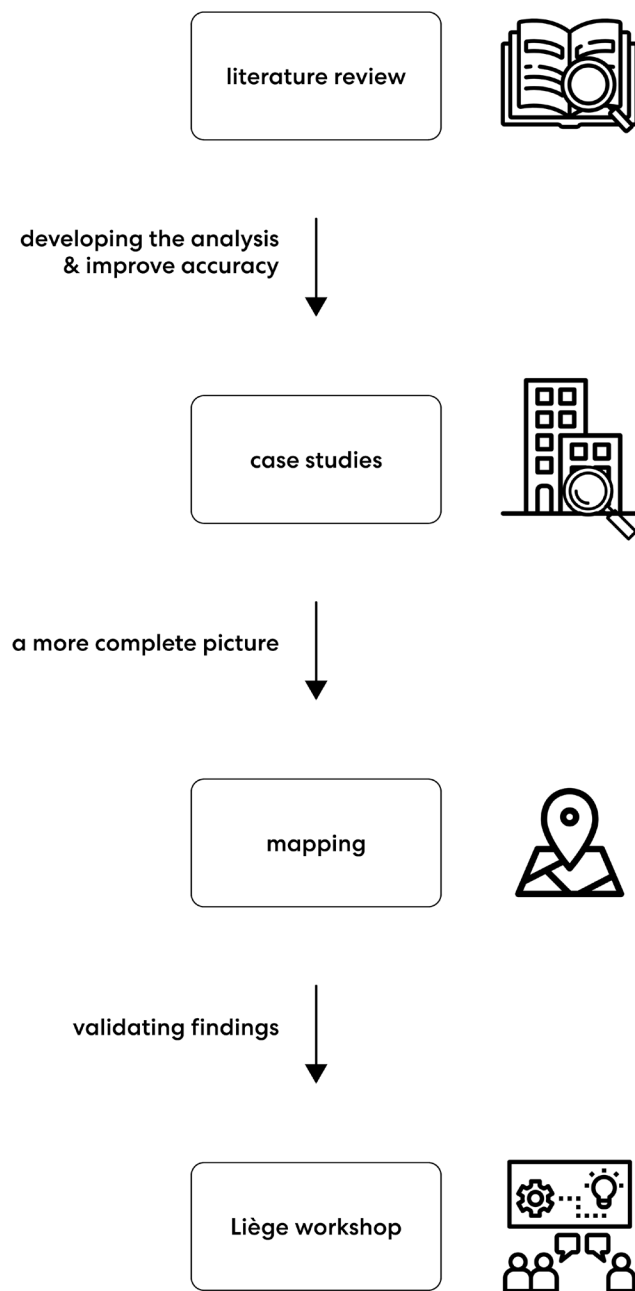 literature review
developing the analysis
& improve accuracy
case studies
a more complete picture
mapping
validating findings
Liège workshop